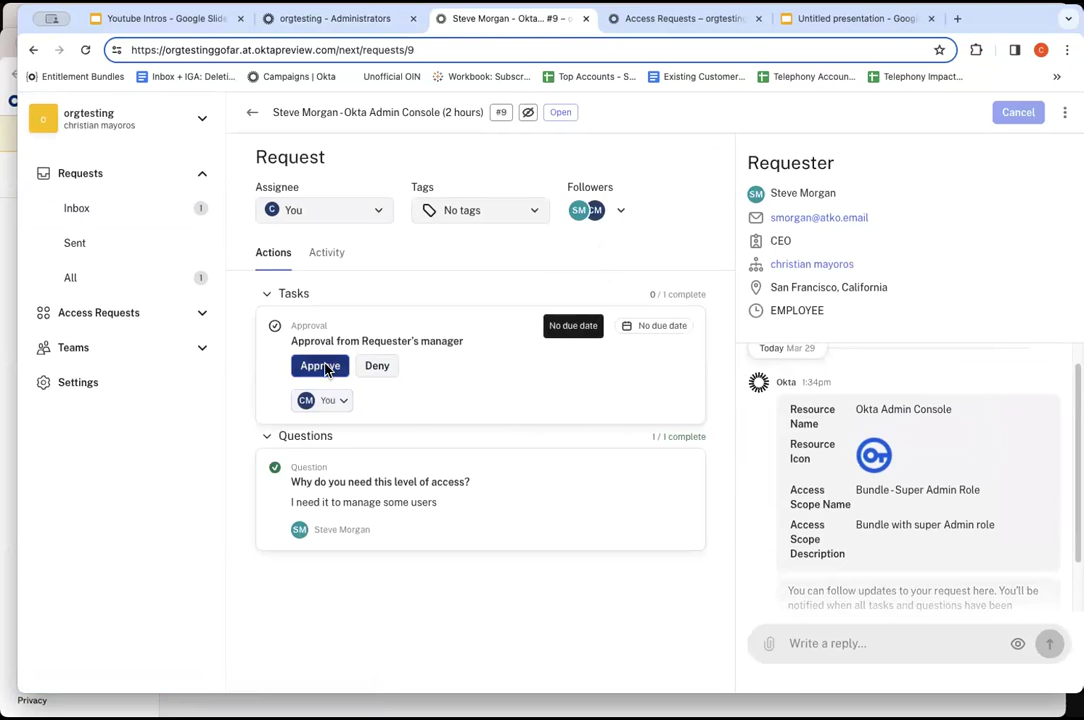 Youtube Intros - Google Slide
orgtesting - Administrators
Steve Morgan - Okta... #9 –
Access Requests – orgtesting
Untitled presentation - Goog
https://orgtestinggofar.at.oktapreview.com/next/requests/9
C
Entitlement Bundles
Inbox + IGA: Deleti...
Campaigns | Okta
Unofficial OIN
Workbook: Subscr...
Top Accounts - S...
Existing Customer...
Telephony Accoun...
Telephony Impact...
»
o
orgtesting
christian mayoros
Requests
Inbox 1
Sent
All 1
Access Requests
Teams
Settings
Steve Morgan - Okta Admin Console (2 hours)
#9
Open
Cancel
Request
Assignee
C You
Tags
No tags
Followers
SM CM
Actions
Activity
Tasks
0 / 1 complete
Approval
No due date
No due date
Approval from Requester's manager
Approve
Deny
CM You
Questions
1 / 1 complete
Question
Why do you need this level of access?
I need it to manage some users
SM Steve Morgan
Requester
SM Steve Morgan
smorgan@atko.email
CEO
christian mayoros
San Francisco, California
EMPLOYEE
Today Mar 29
Okta 1:34pm
Resource Name
Okta Admin Console
Resource Icon
Access Scope Name
Bundle - Super Admin Role
Access Scope Description
Bundle with super Admin role
You can follow updates to your request here. You'll be
notified when all tasks and questions have been
Write a reply...
Privacy